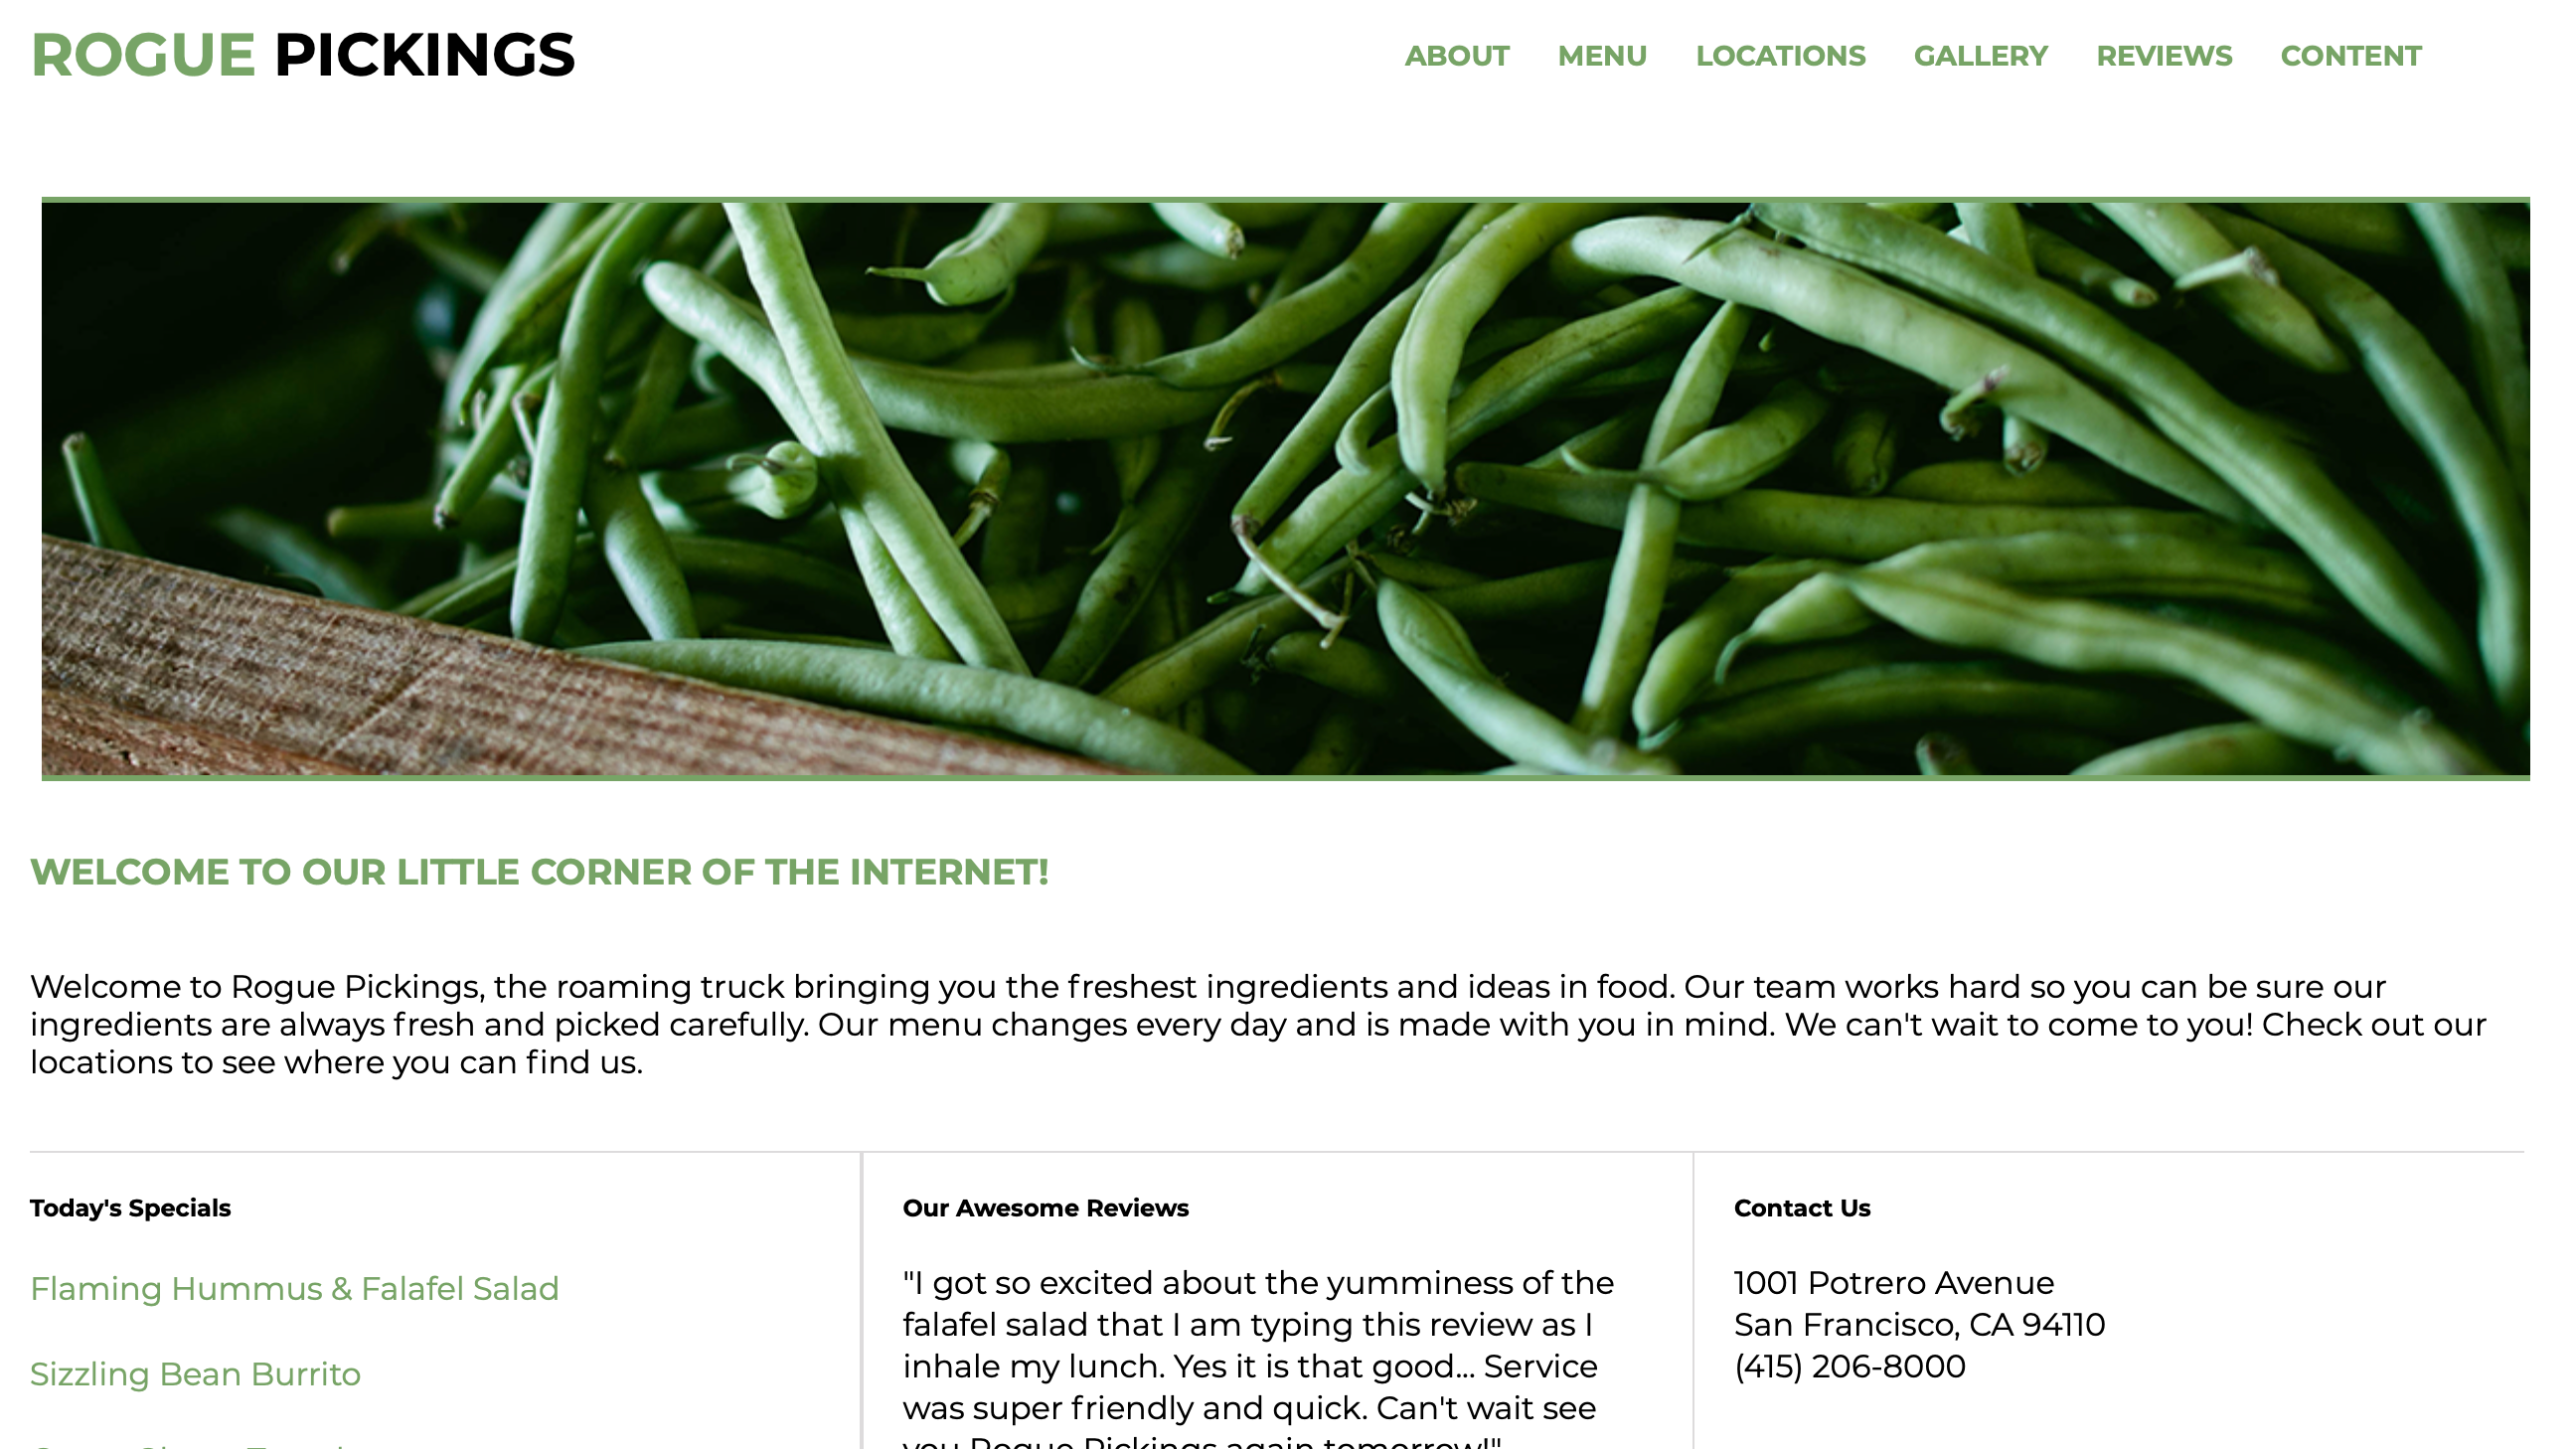 ROGUE PICKINGS
ABOUT MENU LOCATIONS GALLERY REVIEWS CONTENT
WELCOME TO OUR LITTLE CORNER OF THE INTERNET!
Welcome to Rogue Pickings, the roaming truck bringing you the freshest ingredients and ideas in food. Our team works hard so you can be sure our
ingredients are always fresh and picked carefully. Our menu changes every day and is made with you in mind. We can't wait to come to you! Check out our
locations to see where you can find us.
Today's Specials
Flaming Hummus & Falafel Salad
Sizzling Bean Burrito
Our Awesome Reviews
"I got so excited about the yumminess of the
falafel salad that I am typing this review as I
inhale my lunch. Yes it is that good... Service
was super friendly and quick. Can't wait see
you Rogue Pickings again tomorrow!"
Contact Us
1001 Potrero Avenue
San Francisco, CA 94110
(415) 206-8000